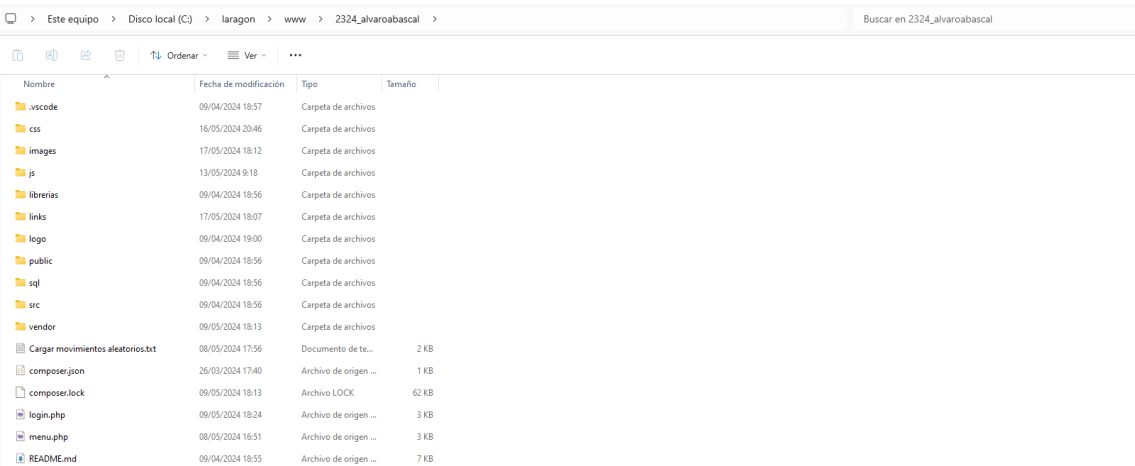 Este equipo > Disco local (C:) > laragon > www > 2324_alvaroabascal > Buscar en 2324_alvaroabascal
Ordenar Ver ...
Nombre Fecha de modificación Tipo Tamaño
.vscode 09/04/2024 18:57 Carpeta de archivos
css 16/05/2024 20:46 Carpeta de archivos
images 17/05/2024 18:12 Carpeta de archivos
js 13/05/2024 9:18 Carpeta de archivos
librerias 09/04/2024 18:56 Carpeta de archivos
links 17/05/2024 18:07 Carpeta de archivos
logo 09/04/2024 19:00 Carpeta de archivos
public 09/04/2024 18:56 Carpeta de archivos
sql 09/04/2024 18:56 Carpeta de archivos
src 09/04/2024 18:56 Carpeta de archivos
vendor 09/05/2024 18:13 Carpeta de archivos
Cargar movimientos aleatorios.txt 08/05/2024 17:56 Documento de te... 2 KB
composer.json 26/03/2024 17:40 Archivo de origen ... 1 KB
composer.lock 09/05/2024 18:13 Archivo LOCK 62 KB
login.php 09/05/2024 18:24 Archivo de origen ... 3 KB
menu.php 08/05/2024 16:51 Archivo de origen ... 3 KB
README.md 09/04/2024 18:55 Archivo de origen ... 7 KB